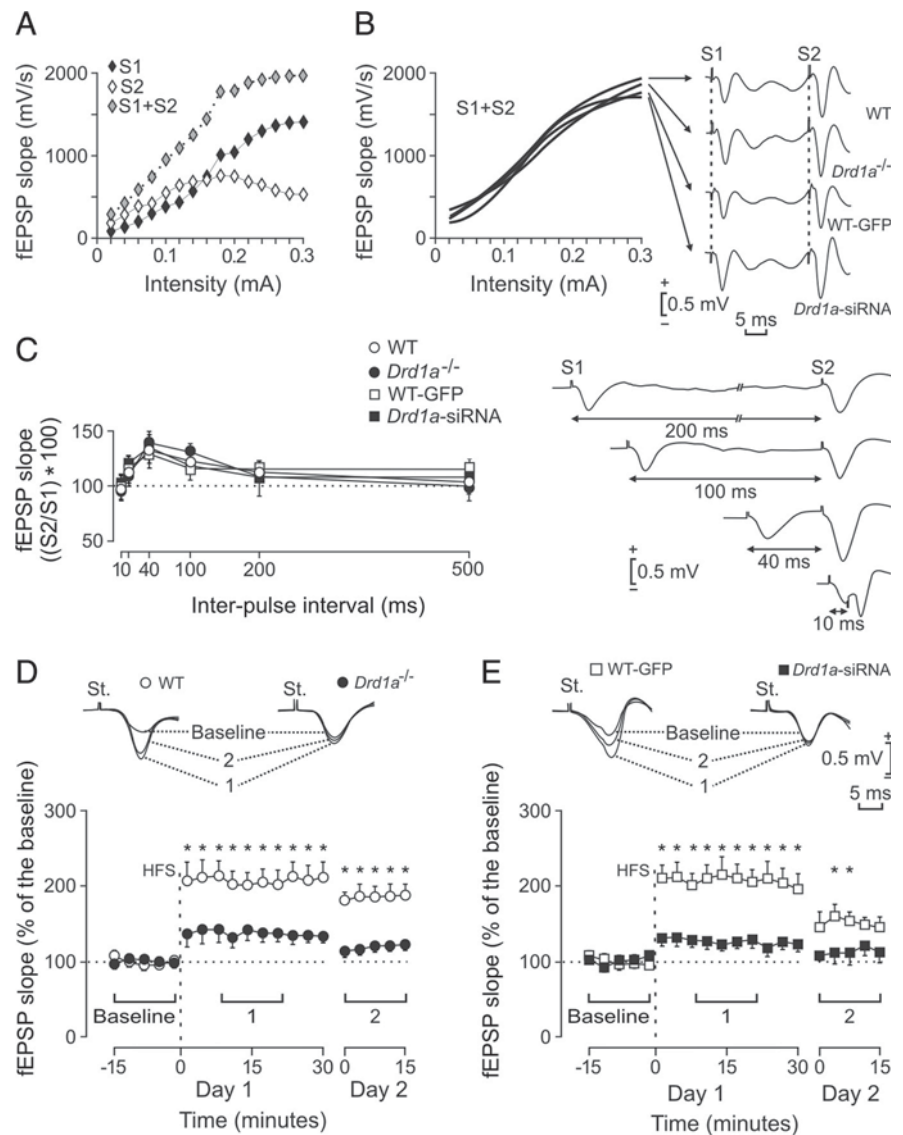 A
S1
S2
S1+S2
fEPSP slope (mV/s)
2000
1000
0
0
0.1
0.2
0.3
Intensity (mA)
B
S1+S2
fEPSP slope (mV/s)
2000
1000
0
0
0.1
0.2
0.3
Intensity (mA)
S1
S2
WT
Drd1a-/-
WT-GFP
Drd1a-siRNA
+
0.5 mV
–
5 ms
C
WT
Drd1a-/-
WT-GFP
Drd1a-siRNA
fEPSP slope
((S2/S1) * 100)
150
100
50
10
40
100
200
500
Inter-pulse interval (ms)
S1
S2
200 ms
100 ms
40 ms
10 ms
+
0.5 mV
–
D
WT
Drd1a-/-
St.
St.
Baseline
2
1
fEPSP slope (% of the baseline)
300
200
100
0
HFS
* * * * * * * * * *
* * * * *
Baseline
1
2
-15
0
15
30
0
15
Day 1
Day 2
Time (minutes)
E
WT-GFP
Drd1a-siRNA
St.
St.
Baseline
2
1
+
0.5 mV
–
5 ms
fEPSP slope (% of the baseline)
300
200
100
0
HFS
* * * * * * * * * *
* *
Baseline
1
2
-15
0
15
30
0
15
Day 1
Day 2
Time (minutes)